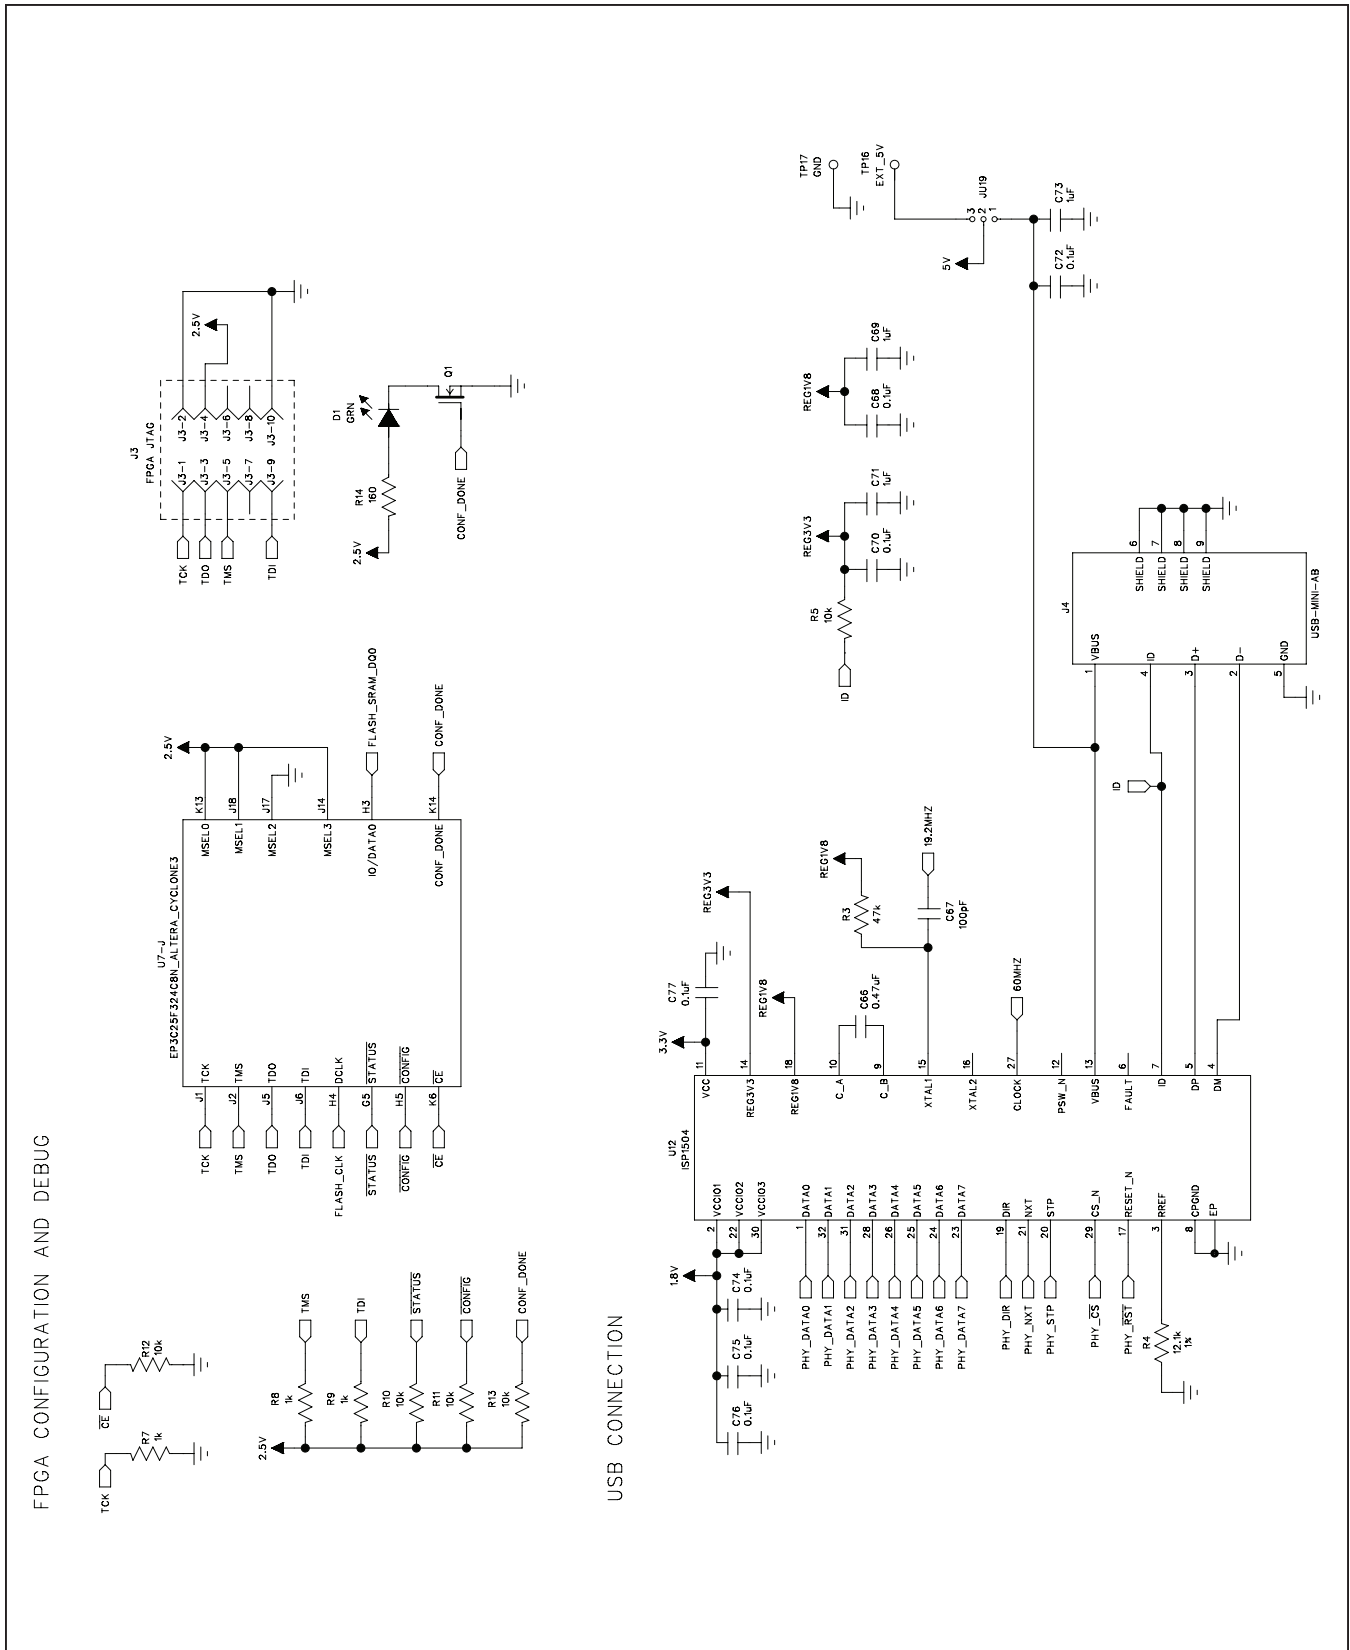 FPGA CONFIGURATION AND DEBUG
TCK
R7
1k
CE
R12
10k
2.5V
R8
1k
TMS
R9
1k
TDI
R10
10k
STATUS
R11
10k
CONFIG
R13
10k
CONF_DONE
U7-J
EP3C25F324C8N_ALTERA_CYCLONE3
TCK J1 TCK
TMS J2 TMS
TDO J5 TDO
TDI J6 TDI
FLASH_CLK H4 DCLK
STATUS G5 STATUS
CONFIG H5 CONFIG
CE K6 CE
MSEL0 K13
MSEL1 J18
MSEL2 J17
MSEL3 J14
2.5V
IO/DATA0 H3 FLASH_SRAM_DQ0
CONF_DONE K14 CONF_DONE
J3
FPGA JTAG
TCK J3-1 J3-2
TDO J3-3 J3-4
TMS J3-5 J3-6
J3-7 J3-8
TDI J3-9 J3-10
2.5V
2.5V
R14
160
D1
GRN
Q1
CONF_DONE
USB CONNECTION
1.8V
C76
0.1uF
C75
0.1uF
C74
0.1uF
U12
ISP1504
2 VCCIO1
22 VCCIO2
30 VCCIO3
PHY_DATA0 1 DATA0
PHY_DATA1 32 DATA1
PHY_DATA2 31 DATA2
PHY_DATA3 28 DATA3
PHY_DATA4 26 DATA4
PHY_DATA5 25 DATA5
PHY_DATA6 24 DATA6
PHY_DATA7 23 DATA7
PHY_DIR 19 DIR
PHY_NXT 21 NXT
PHY_STP 20 STP
PHY_CS 29 CS_N
PHY_RST 17 RESET_N
R4
12.1k
1%
3 RREF
8 CPGND
EP
VCC 11
3.3V
C77
0.1uF
REG3V3 14
REG3V3
REG1V8 18
REG1V8
C_A 10
C_B 9
C66
0.47uF
XTAL1 15
R3
47k
REG1V8
C67
100pF
19.2MHZ
XTAL2 16
CLOCK 27
60MHZ
PSW_N 12
VBUS 13
FAULT 6
ID 7
ID
DP 5
DM 4
J4
USB-MINI-AB
1 VBUS
4 ID
3 D+
2 D-
5 GND
SHIELD 6
SHIELD 7
SHIELD 8
SHIELD 9
ID
R5
10k
REG3V3
C70
0.1uF
C71
1uF
REG1V8
C68
0.1uF
C69
1uF
TP17
GND
TP16
EXT_5V
JU19
3
2
1
5V
C72
0.1uF
C73
1uF